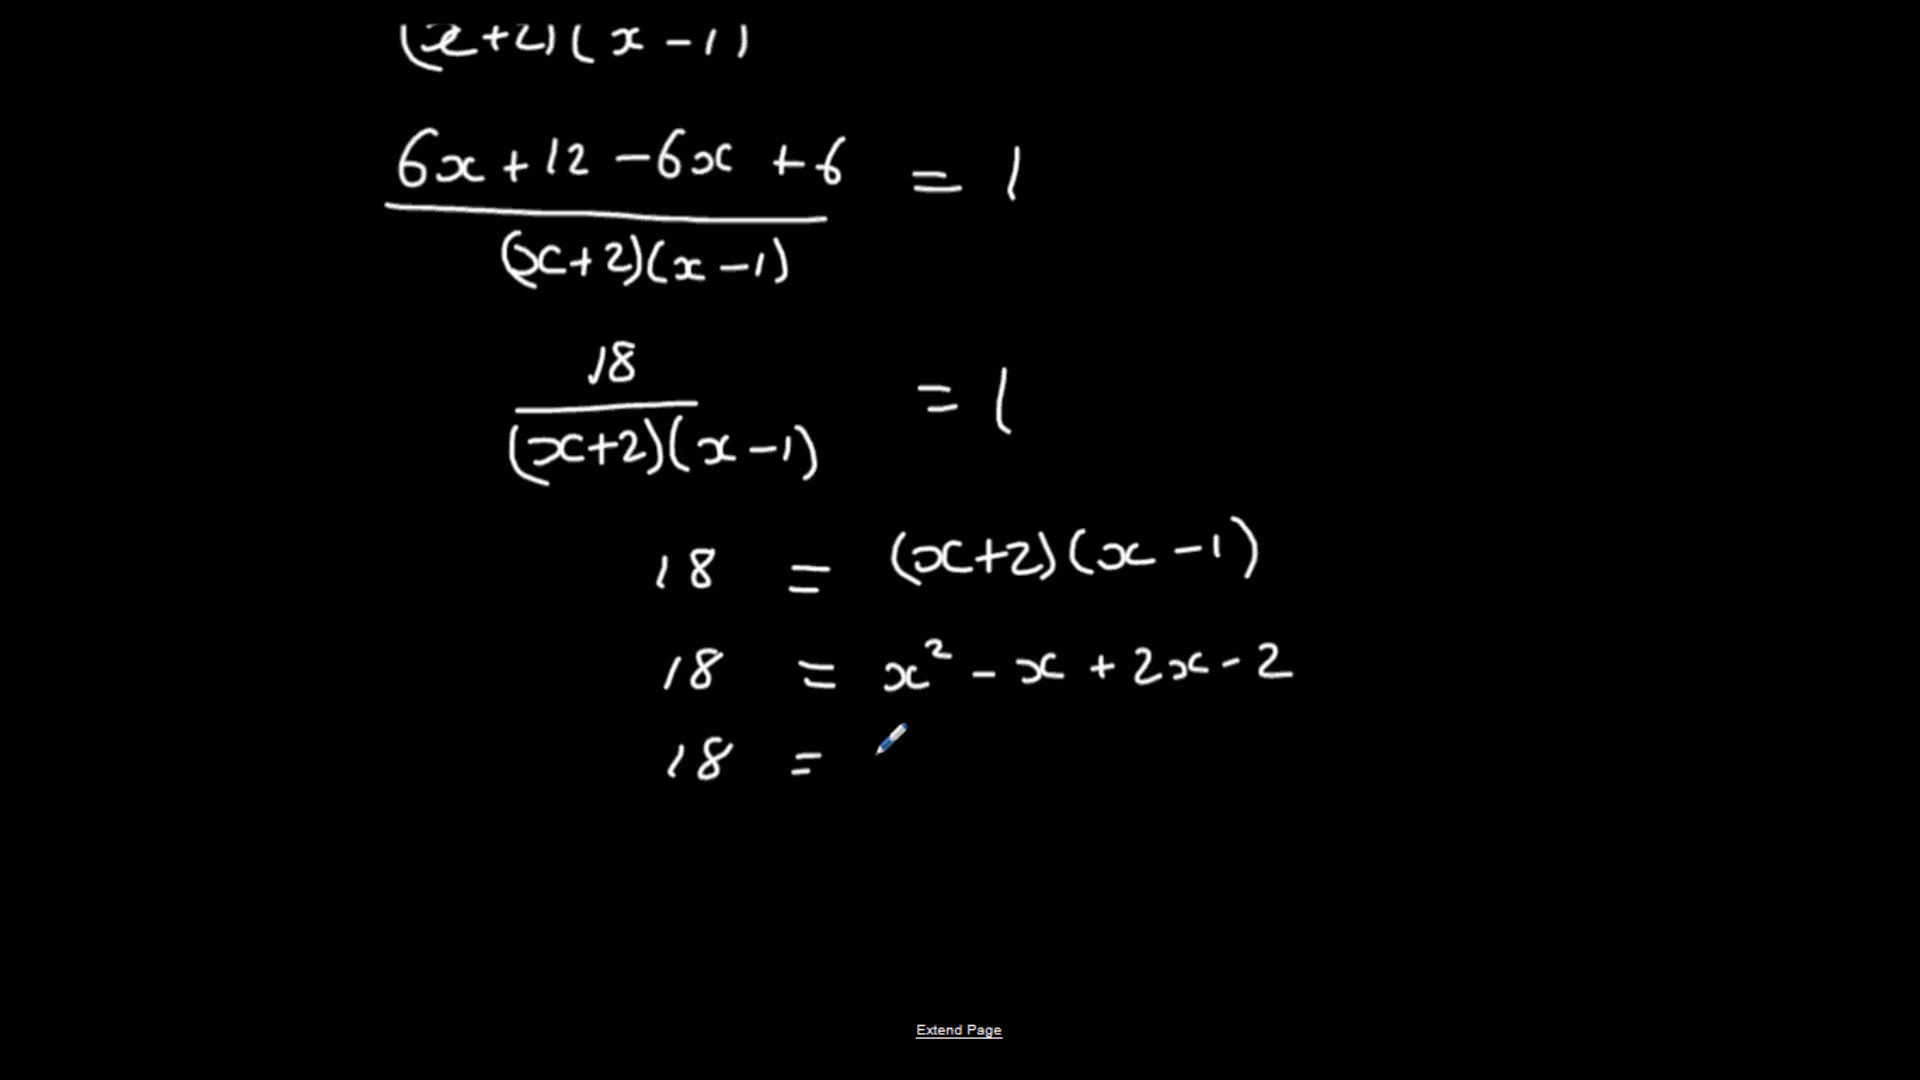 (x+2)(x-1)
6x+12-6x+6 = 1
(x+2)(x-1)
18 = 1
(x+2)(x-1)
18 = (x+2)(x-1)
18 = x² - x + 2x - 2
18 =
Extend Page